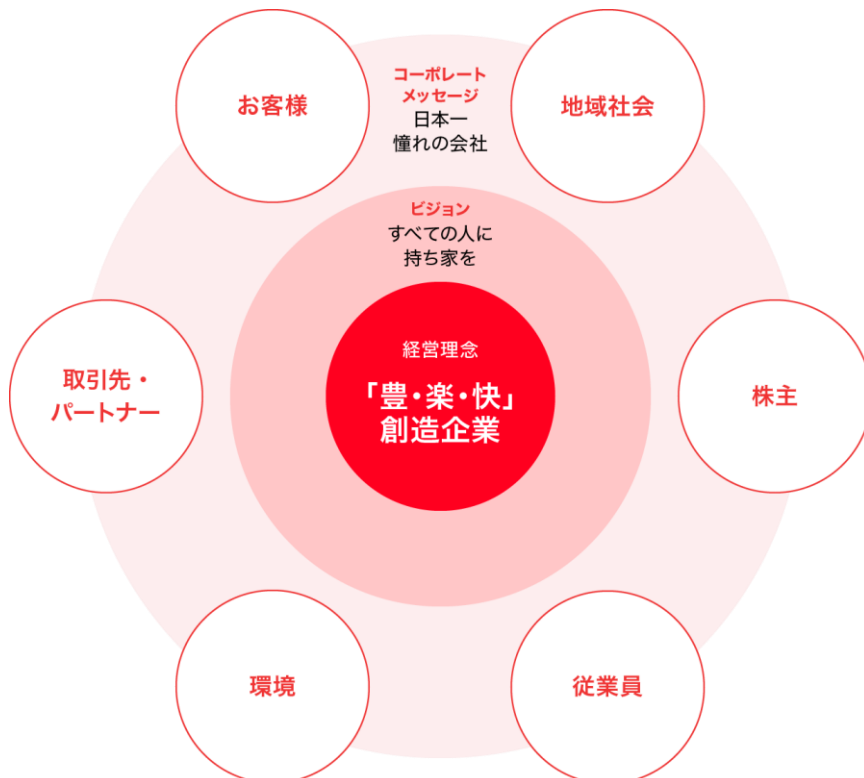 お客様
コーポレート
メッセージ
日本一
憧れの会社
地域社会
ビジョン
すべての人に
持ち家を
取引先・
パートナー
経営理念
「豊・楽・快」
創造企業
株主
環境
従業員